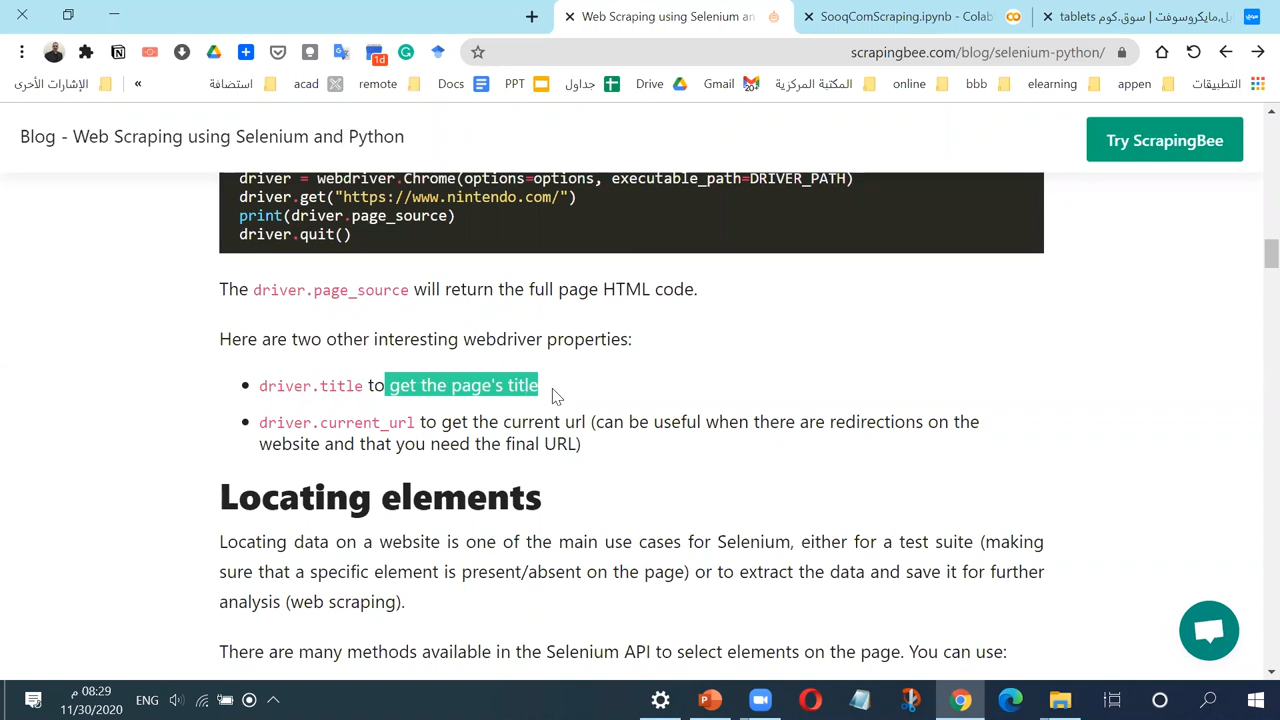 Web Scraping using Selenium an
SooqComScraping.ipynb - Colab
tablets سوق.كوم | ل,مايكروسوفت
scrapingbee.com/blog/selenium-python/
1d
التطبيقات
appen
elearning
bbb
online
المكتبة المركزية
Gmail
Drive
جداول
PPT
Docs
remote
acad
استضافة
«
الإشارات الأخرى
Blog - Web Scraping using Selenium and Python
Try ScrapingBee
driver = webdriver.Chrome(options=options, executable_path=DRIVER_PATH)
driver.get("https://www.nintendo.com/")
print(driver.page_source)
driver.quit()
The driver.page_source will return the full page HTML code.
Here are two other interesting webdriver properties:
• driver.title to get the page's title
• driver.current_url to get the current url (can be useful when there are redirections on the
website and that you need the final URL)
Locating elements
Locating data on a website is one of the main use cases for Selenium, either for a test suite (making
sure that a specific element is present/absent on the page) or to extract the data and save it for further
analysis (web scraping).
There are many methods available in the Selenium API to select elements on the page. You can use:
08:29 م
11/30/2020
ENG